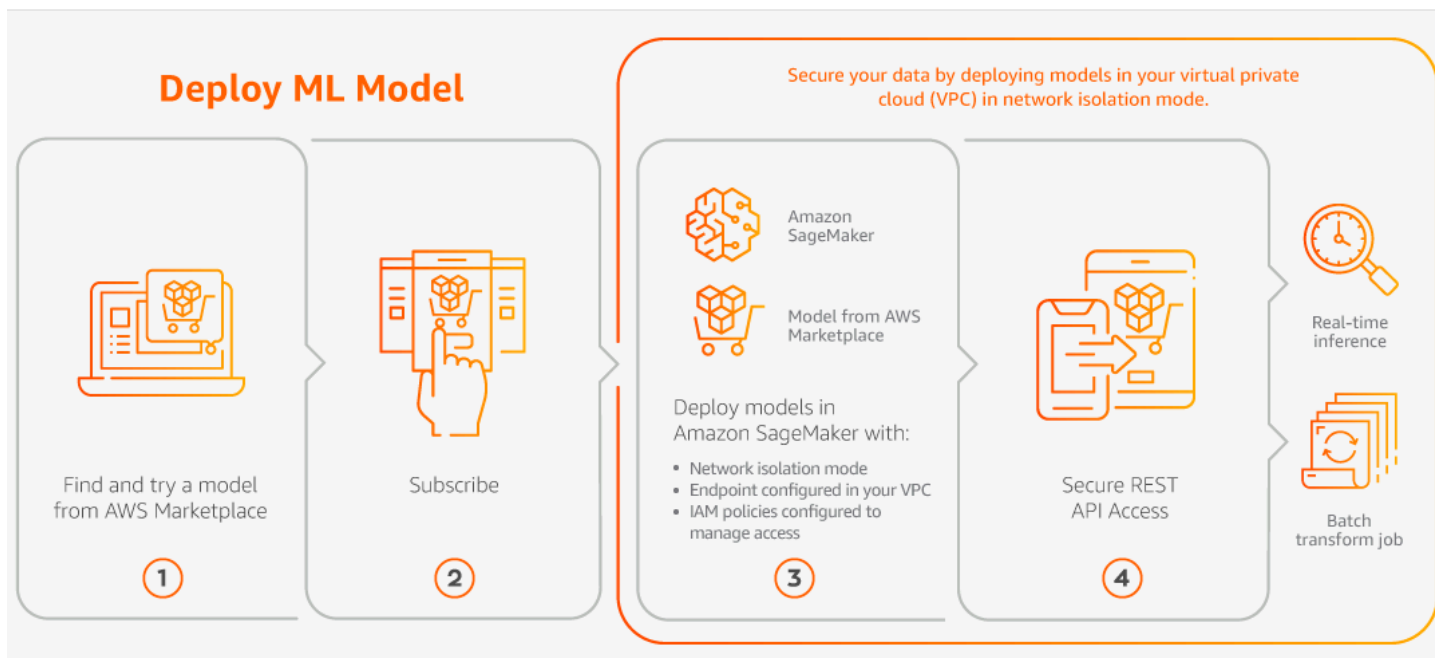 Deploy ML Model
Secure your data by deploying models in your virtual private
cloud (VPC) in network isolation mode.
Find and try a model
from AWS Marketplace
1
Subscribe
2
Amazon
SageMaker
Model from AWS
Marketplace
Deploy models in
Amazon SageMaker with:
• Network isolation mode
• Endpoint configured in your VPC
• IAM policies configured to
manage access
3
Secure REST
API Access
4
Real-time
inference
Batch
transform job